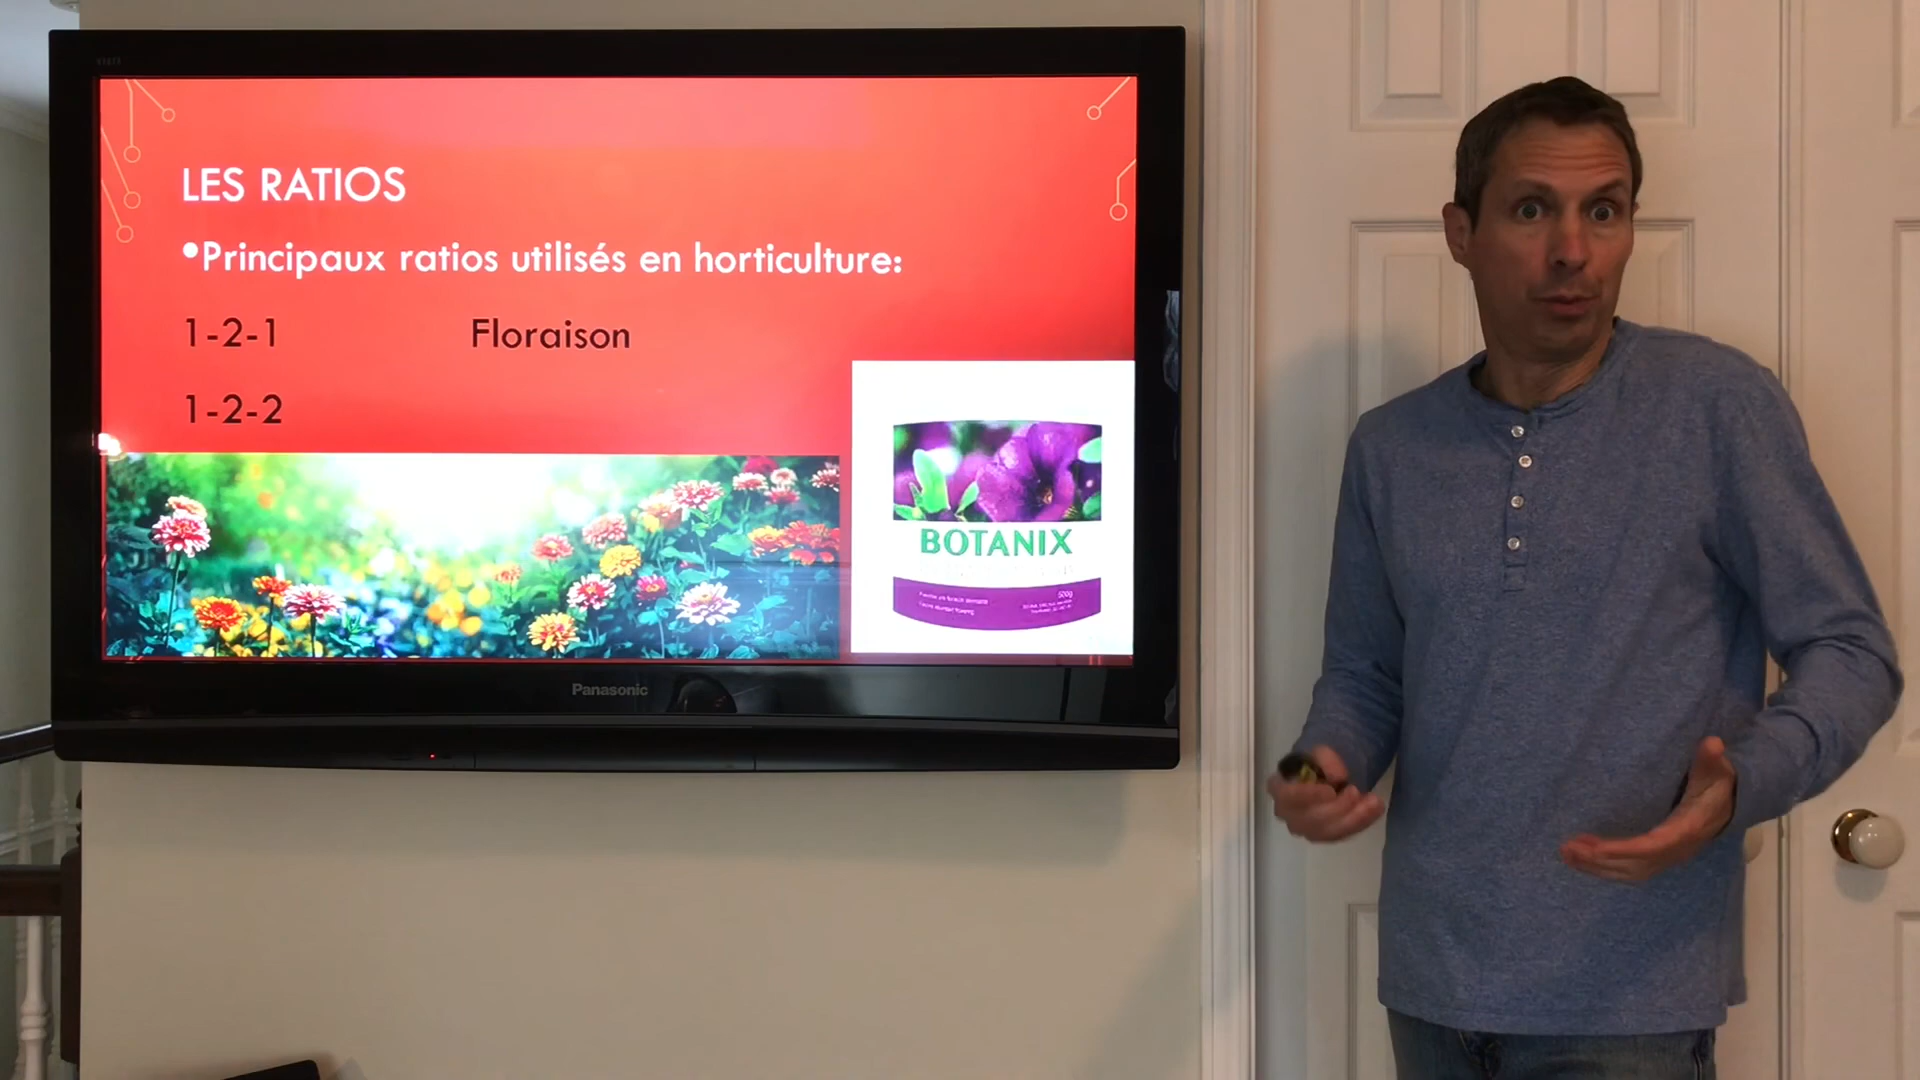 LES RATIOS
•Principaux ratios utilisés en horticulture:
1-2-1 Floraison
1-2-2
BOTANIX
500g
Panasonic